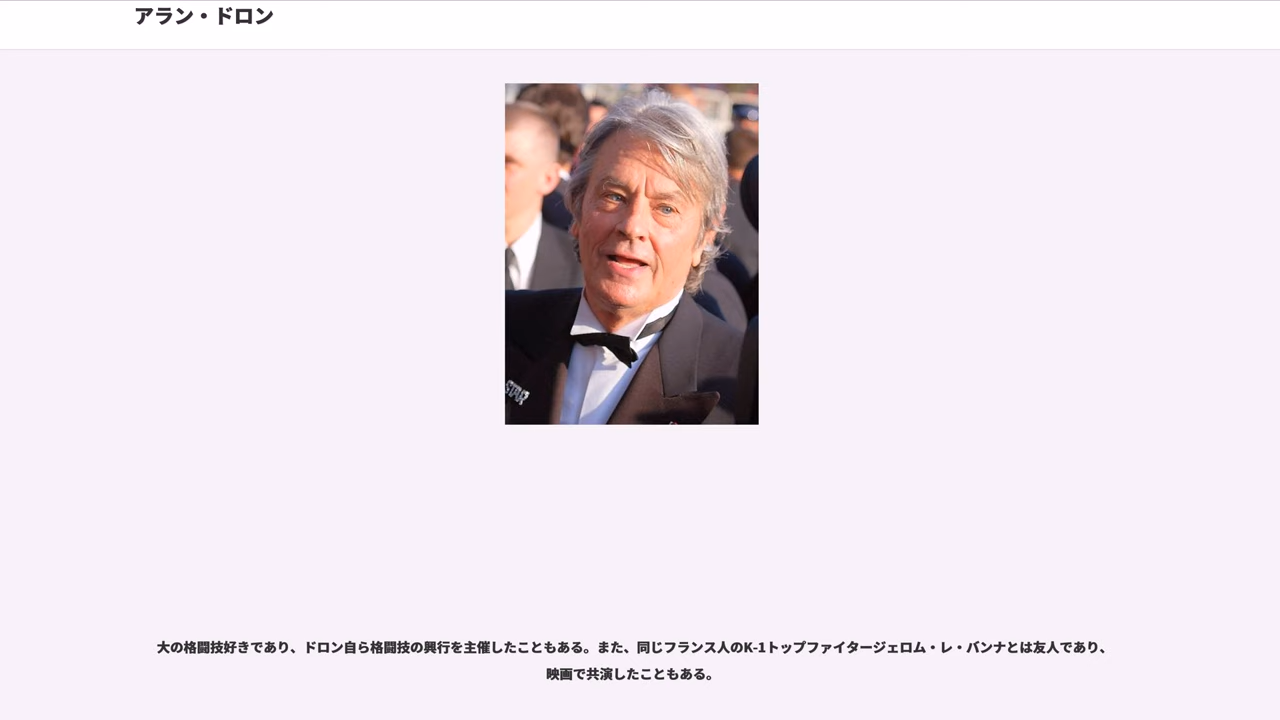 アラン・ドロン
STAR
大の格闘技好きであり、ドロン自ら格闘技の興行を主催したこともある。また、同じフランス人のK-1トップファイタージェロム・レ・バンナとは友人であり、
映画で共演したこともある。